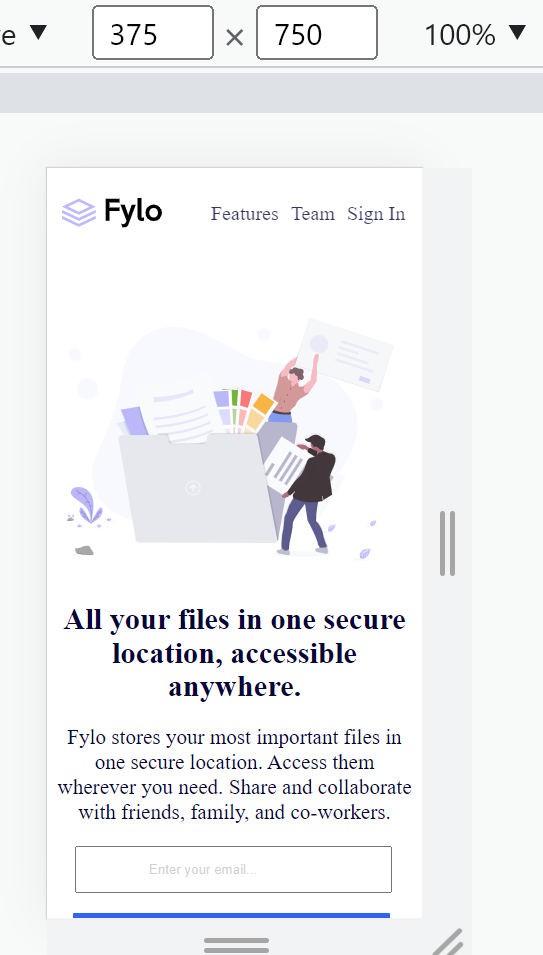 375 × 750 100%
Fylo Features Team Sign In
All your files in one secure
location, accessible
anywhere.
Fylo stores your most important files in
one secure location. Access them
wherever you need. Share and collaborate
with friends, family, and co-workers.
Enter your email...